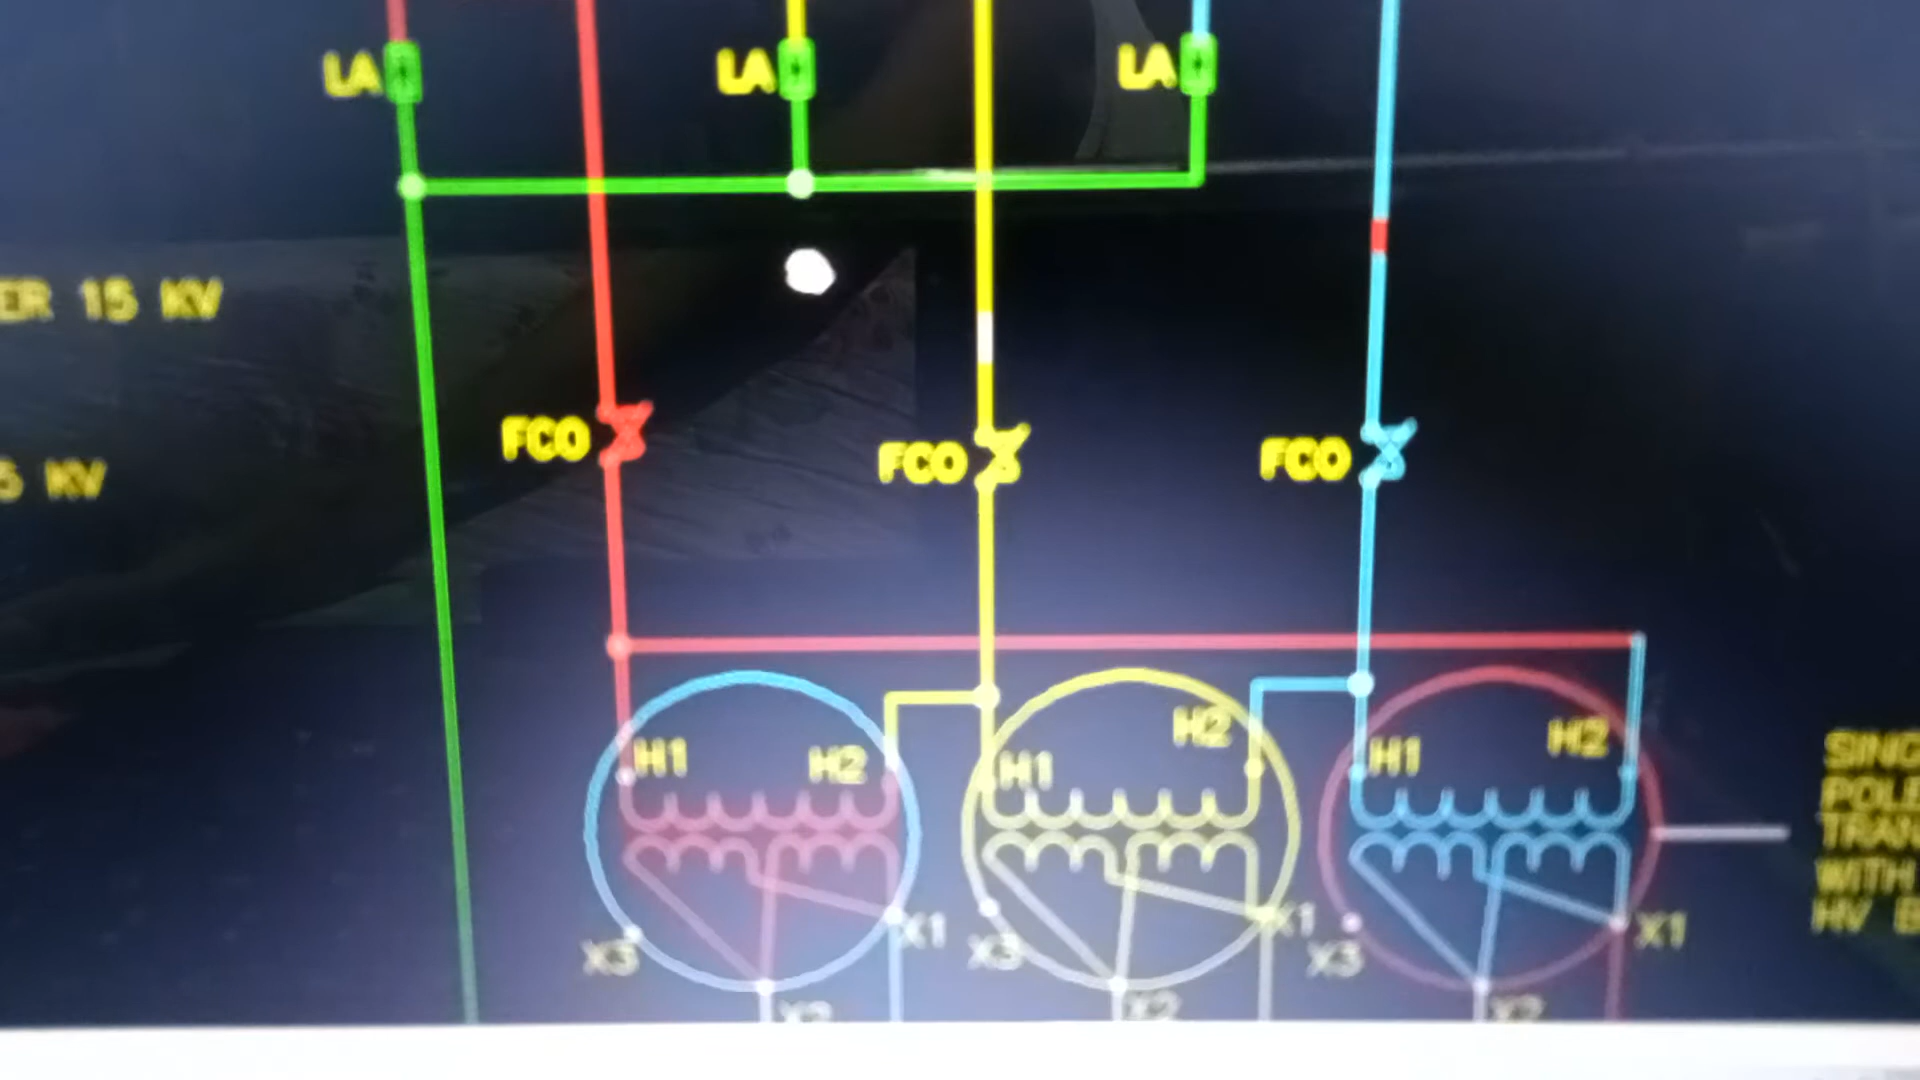 LA LA LA
ER 15 KV
FCO FCO FCO
5 KV
H1 H2 H1 H2 H1 H2
SING
POLE
TRAN
WITH
HV B
X3 X1 X3 X1 X3 X1
X2 X2 X2